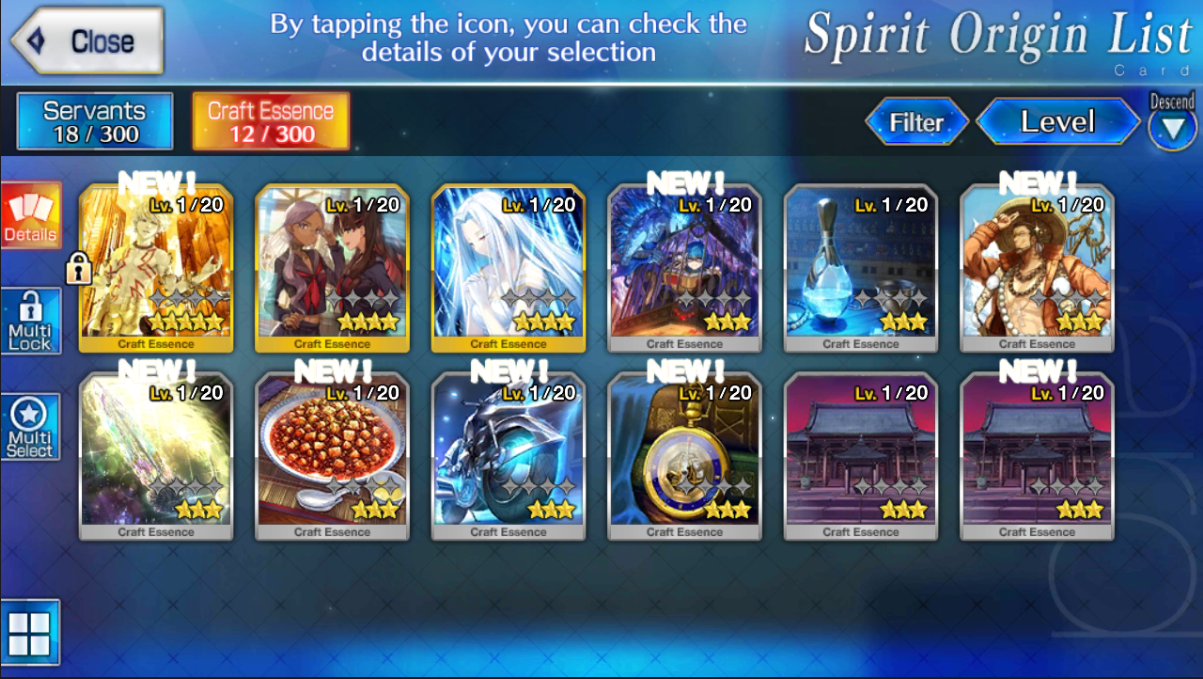 Close
By tapping the icon, you can check the
details of your selection
Spirit Origin List
Card
Servants
18 / 300
Craft Essence
12 / 300
Filter
Level
Descend
Details
Multi
Lock
Multi
Select
NEW!
Lv. 1/20
Craft Essence
Lv. 1/20
Craft Essence
Lv. 1/20
Craft Essence
NEW!
Lv. 1/20
Craft Essence
Lv. 1/20
Craft Essence
NEW!
Lv. 1/20
Craft Essence
NEW!
Lv. 1/20
Craft Essence
NEW!
Lv. 1/20
Craft Essence
NEW!
Lv. 1/20
Craft Essence
NEW!
Lv. 1/20
Craft Essence
Lv. 1/20
Craft Essence
NEW!
Lv. 1/20
Craft Essence